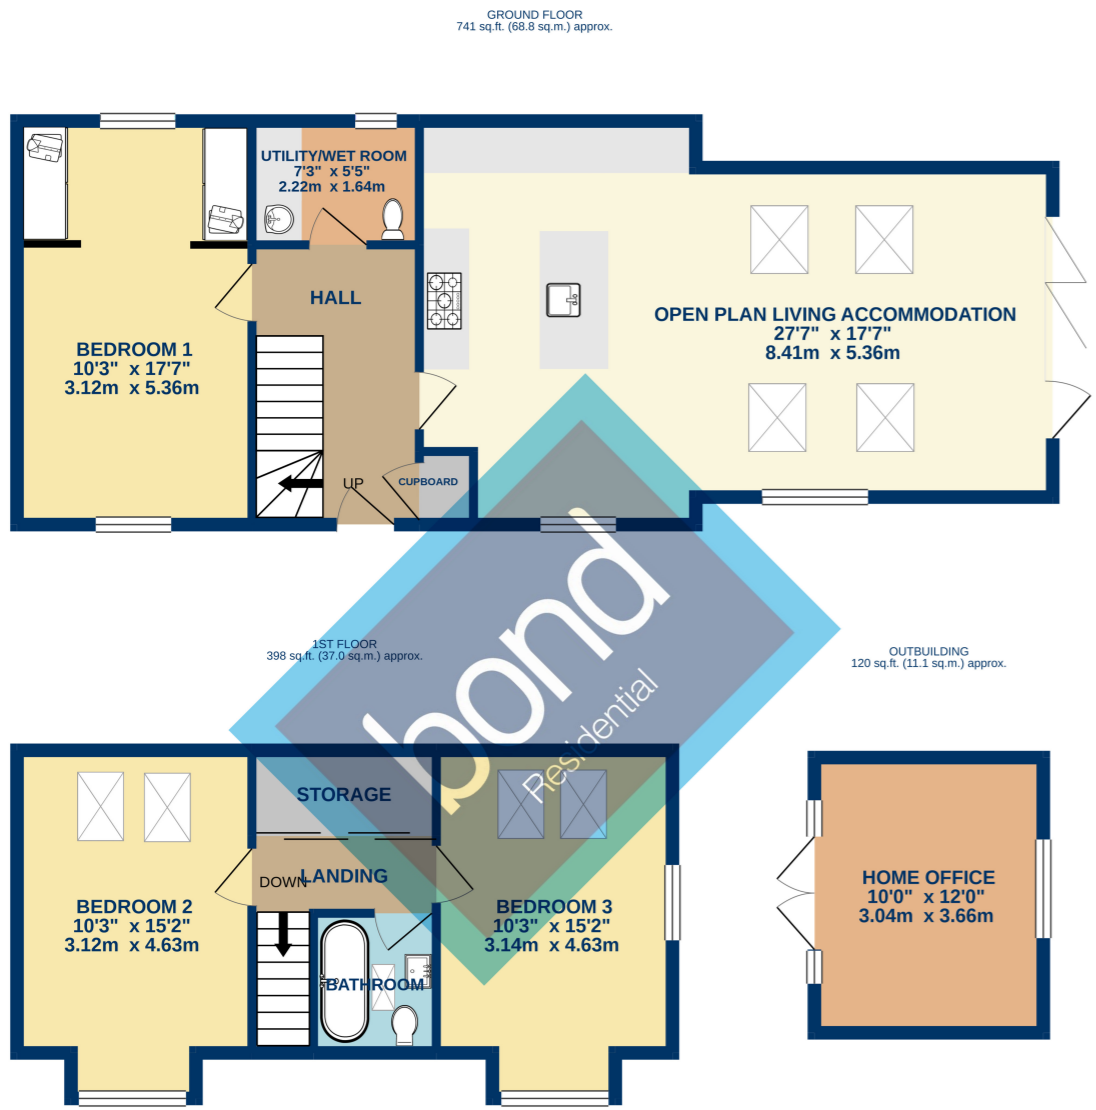 GROUND FLOOR
741 sq.ft. (68.8 sq.m.) approx.
UTILITY/WET ROOM
7'3" x 5'5"
2.22m x 1.64m
HALL
BEDROOM 1
10'3" x 17'7"
3.12m x 5.36m
OPEN PLAN LIVING ACCOMMODATION
27'7" x 17'7"
8.41m x 5.36m
UP
CUPBOARD
bond
Residential
1ST FLOOR
398 sq.ft. (37.0 sq.m.) approx.
OUTBUILDING
120 sq.ft. (11.1 sq.m.) approx.
STORAGE
LANDING
DOWN
BEDROOM 2
10'3" x 15'2"
3.12m x 4.63m
BEDROOM 3
10'3" x 15'2"
3.14m x 4.63m
BATHROOM
HOME OFFICE
10'0" x 12'0"
3.04m x 3.66m